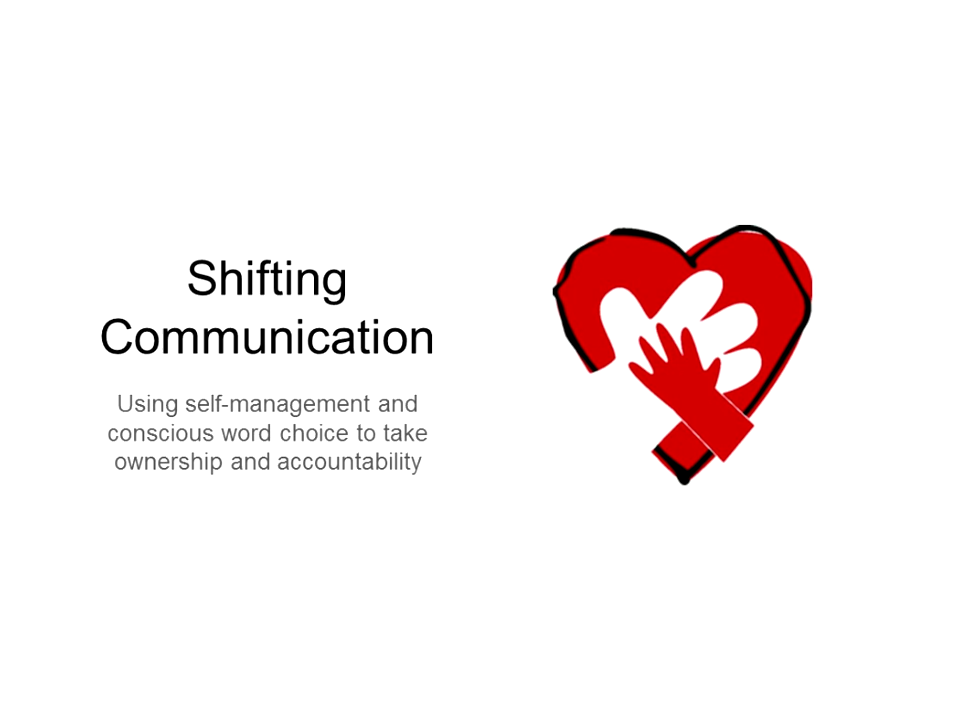 Shifting
Communication
Using self-management and
conscious word choice to take
ownership and accountability